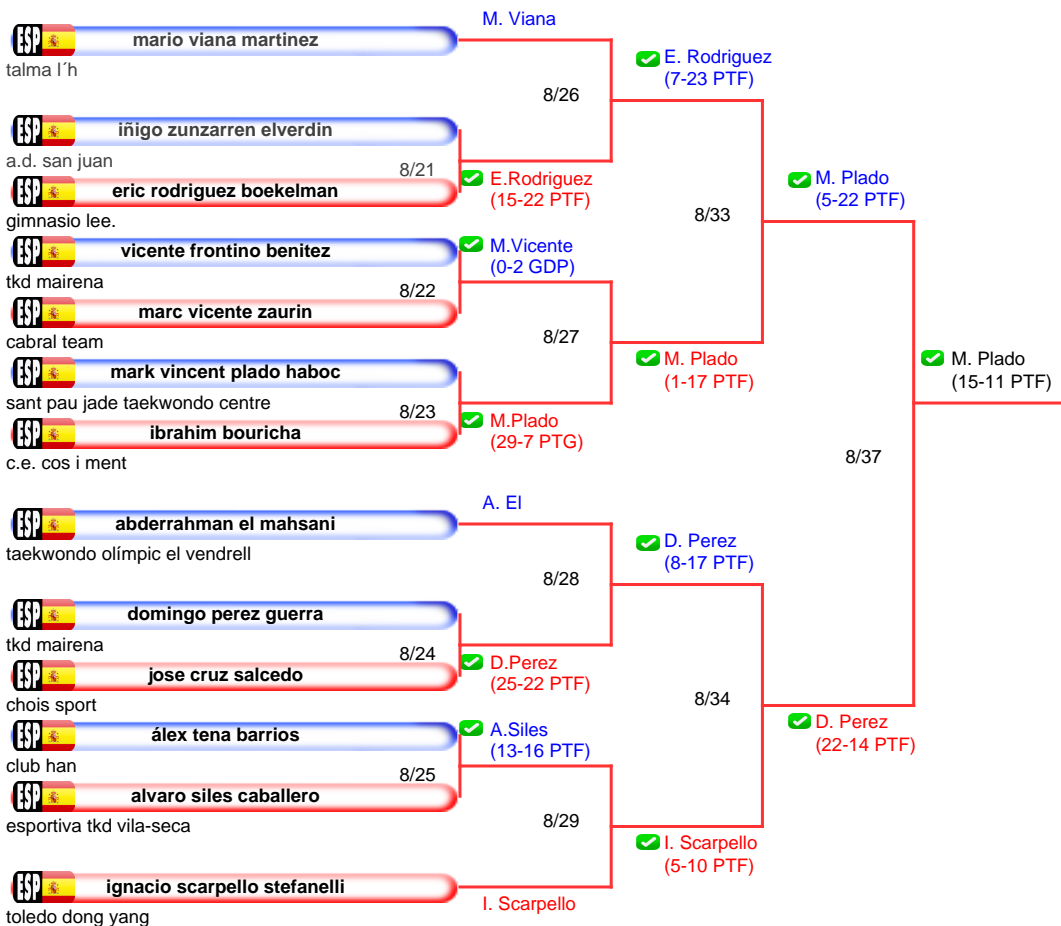 M. Viana
ESP mario viana martinez
talma l´h
E. Rodriguez
(7-23 PTF)
8/26
ESP iñigo zunzarren elverdin
a.d. san juan
8/21
E.Rodriguez
(15-22 PTF)
ESP eric rodriguez boekelman
gimnasio lee.
M. Plado
(5-22 PTF)
8/33
ESP vicente frontino benitez
tkd mairena
M.Vicente
(0-2 GDP)
8/22
ESP marc vicente zaurin
cabral team
8/27
ESP mark vincent plado haboc
sant pau jade taekwondo centre
M. Plado
(1-17 PTF)
M. Plado
(15-11 PTF)
8/23
M.Plado
(29-7 PTG)
ESP ibrahim bouricha
c.e. cos i ment
8/37
A. El
ESP abderrahman el mahsani
taekwondo olímpic el vendrell
D. Perez
(8-17 PTF)
8/28
ESP domingo perez guerra
tkd mairena
8/24
D.Perez
(25-22 PTF)
ESP jose cruz salcedo
chois sport
8/34
D. Perez
(22-14 PTF)
ESP álex tena barrios
club han
A.Siles
(13-16 PTF)
8/25
ESP alvaro siles caballero
esportiva tkd vila-seca
8/29
I. Scarpello
(5-10 PTF)
ESP ignacio scarpello stefanelli
toledo dong yang
I. Scarpello